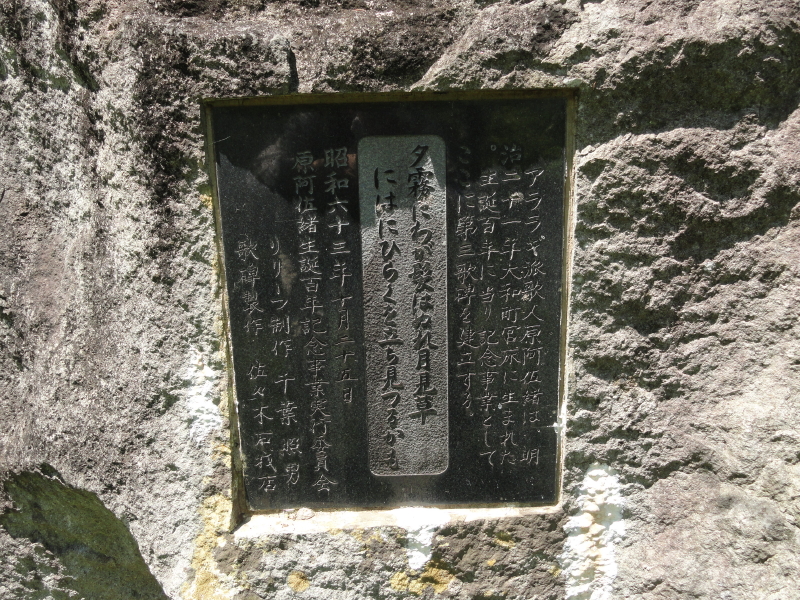 アララギ派歌人原阿佐緒は、明
治二十一年大和町宮床に生まれた
。生誕百年に当り 記念事業として
ここに第三歌碑を建立する。
夕霧にわが髪はぬれ月見草
にはにひらくと立ち見つるかも
昭和六十三年十月二十五日
原阿佐緒生誕百年記念事業実行委員会
リリーフ制作 千葉照男
歌碑製作 佐々木石材店